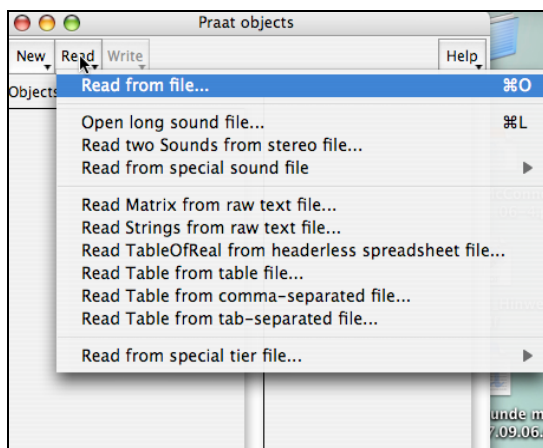 Praat objects
New Read Write Help
Objects
Read from file... ⌘O
Open long sound file... ⌘L
Read two Sounds from stereo file...
Read from special sound file
Read Matrix from raw text file...
Read Strings from raw text file...
Read TableOfReal from headerless spreadsheet file...
Read Table from table file...
Read Table from comma-separated file...
Read Table from tab-separated file...
Read from special tier file...
unde m
7.09.06.